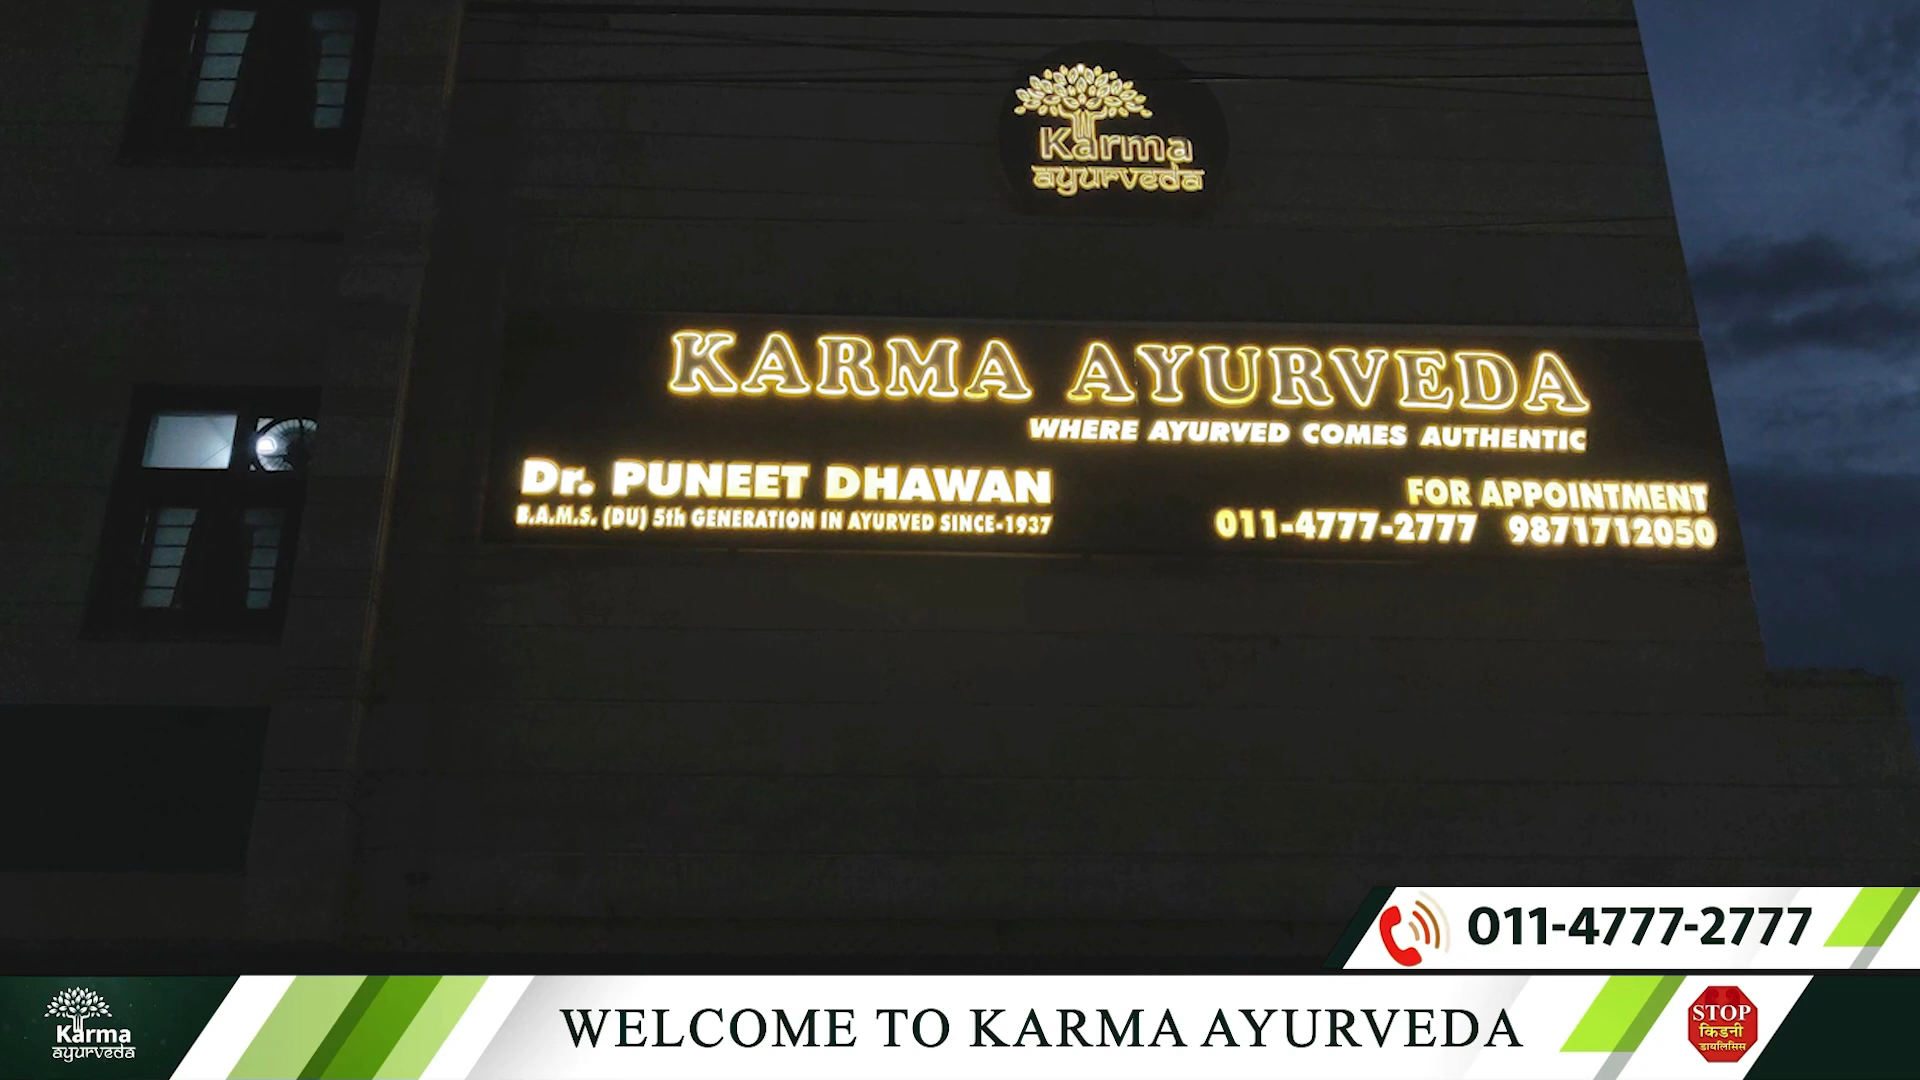 Karma
ayurveda
KARMA AYURVEDA
WHERE AYURVED COMES AUTHENTIC
Dr. PUNEET DHAWAN
B.A.M.S. (DU) 5th GENERATION IN AYURVED SINCE-1937
FOR APPOINTMENT
011-4777-2777 9871712050
011-4777-2777
Karma
ayurveda
WELCOME TO KARMA AYURVEDA
STOP
किडनी
डायलिसिस